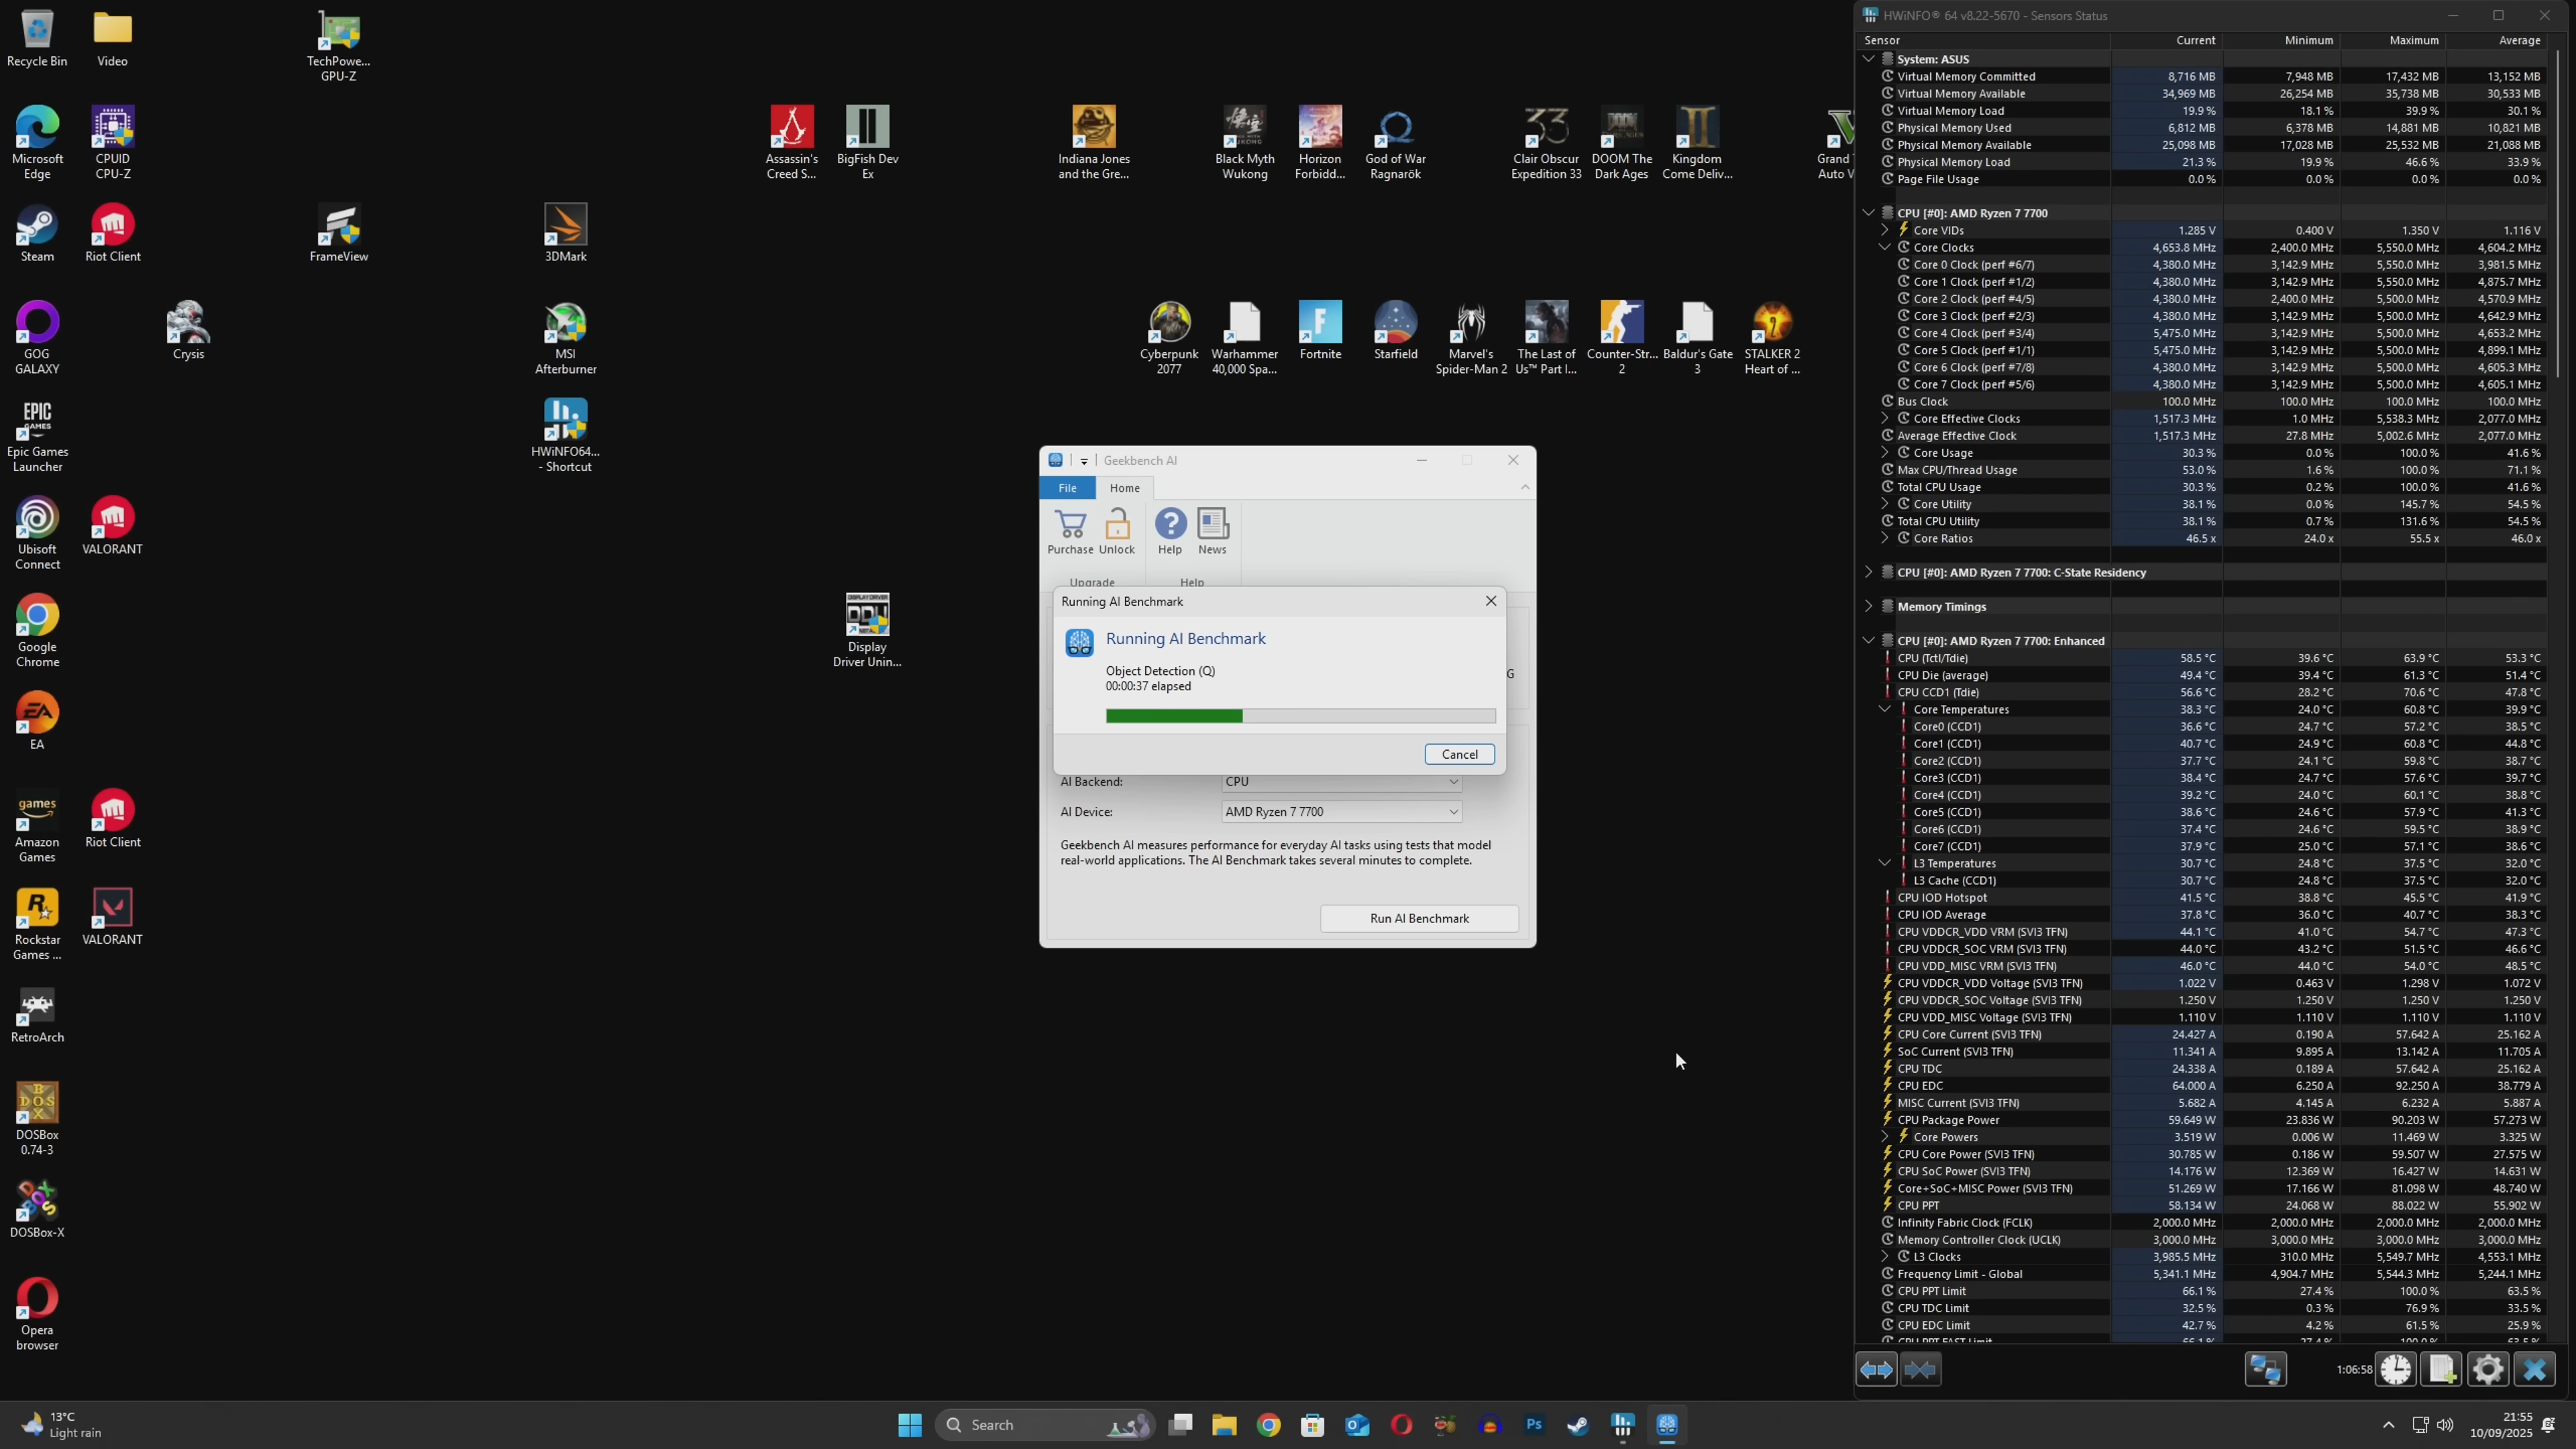 Recycle Bin
Video
TechPowe...
GPU-Z
Microsoft
Edge
CPUID
CPU-Z
Assassin's
Creed S...
BigFish Dev
Ex
Indiana Jones
and the Gre...
Black Myth
Wukong
Horizon
Forbidd...
God of War
Ragnarök
Clair Obscur
Expedition 33
DOOM The
Dark Ages
Kingdom
Come Deliv...
Grand
Auto V
Steam
Riot Client
FrameView
3DMark
GOG
GALAXY
Crysis
MSI
Afterburner
Cyberpunk
2077
Warhammer
40,000 Spa...
Fortnite
Starfield
Marvel's
Spider-Man 2
The Last of
Us™ Part I...
Counter-Str...
2
Baldur's Gate
3
STALKER 2
Heart of ...
Epic Games
Launcher
HWiNFO64...
- Shortcut
Ubisoft
Connect
VALORANT
Google
Chrome
Display
Driver Unin...
EA
Amazon
Games
Riot Client
Rockstar
Games ...
VALORANT
RetroArch
DOSBox
0.74-3
DOSBox-X
Opera
browser
Geekbench AI
File Home
Purchase Unlock Help News
Upgrade Help
Running AI Benchmark
Running AI Benchmark
Object Detection (Q)
00:00:37 elapsed
Cancel
AI Backend: CPU
AI Device: AMD Ryzen 7 7700
Geekbench AI measures performance for everyday AI tasks using tests that model
real-world applications. The AI Benchmark takes several minutes to complete.
Run AI Benchmark
HWiNFO® 64 v8.22-5670 - Sensors Status
Sensor Current Minimum Maximum Average
System: ASUS
Virtual Memory Committed 8,716 MB 7,948 MB 17,432 MB 13,152 MB
Virtual Memory Available 34,969 MB 26,254 MB 35,738 MB 30,533 MB
Virtual Memory Load 19.9 % 18.1 % 39.9 % 30.1 %
Physical Memory Used 6,812 MB 6,378 MB 14,881 MB 10,821 MB
Physical Memory Available 25,098 MB 17,028 MB 25,532 MB 21,088 MB
Physical Memory Load 21.3 % 19.9 % 46.6 % 33.9 %
Page File Usage 0.0 % 0.0 % 0.0 % 0.0 %
CPU [#0]: AMD Ryzen 7 7700
Core VIDs 1.285 V 0.400 V 1.350 V 1.116 V
Core Clocks 4,653.8 MHz 2,400.0 MHz 5,550.0 MHz 4,604.2 MHz
Core 0 Clock (perf #6/7) 4,380.0 MHz 3,142.9 MHz 5,550.0 MHz 3,981.5 MHz
Core 1 Clock (perf #1/2) 4,380.0 MHz 3,142.9 MHz 5,550.0 MHz 4,875.7 MHz
Core 2 Clock (perf #4/5) 4,380.0 MHz 2,400.0 MHz 5,500.0 MHz 4,570.9 MHz
Core 3 Clock (perf #2/3) 4,380.0 MHz 3,142.9 MHz 5,500.0 MHz 4,642.9 MHz
Core 4 Clock (perf #3/4) 5,475.0 MHz 3,142.9 MHz 5,500.0 MHz 4,653.2 MHz
Core 5 Clock (perf #1/1) 5,475.0 MHz 3,142.9 MHz 5,500.0 MHz 4,899.1 MHz
Core 6 Clock (perf #7/8) 4,380.0 MHz 3,142.9 MHz 5,500.0 MHz 4,605.3 MHz
Core 7 Clock (perf #5/6) 4,380.0 MHz 3,142.9 MHz 5,500.0 MHz 4,605.1 MHz
Bus Clock 100.0 MHz 100.0 MHz 100.0 MHz 100.0 MHz
Core Effective Clocks 1,517.3 MHz 1.0 MHz 5,538.3 MHz 2,077.0 MHz
Average Effective Clock 1,517.3 MHz 27.8 MHz 5,002.6 MHz 2,077.0 MHz
Core Usage 30.3 % 0.0 % 100.0 % 41.6 %
Max CPU/Thread Usage 53.0 % 1.6 % 100.0 % 71.1 %
Total CPU Usage 30.3 % 0.2 % 100.0 % 41.6 %
Core Utility 38.1 % 0.0 % 145.7 % 54.5 %
Total CPU Utility 38.1 % 0.7 % 131.6 % 54.5 %
Core Ratios 46.5 x 24.0 x 55.5 x 46.0 x
CPU [#0]: AMD Ryzen 7 7700: C-State Residency
Memory Timings
CPU [#0]: AMD Ryzen 7 7700: Enhanced
CPU (Tctl/Tdie) 58.5 °C 39.6 °C 63.9 °C 53.3 °C
CPU Die (average) 49.4 °C 39.4 °C 61.3 °C 51.4 °C
CPU CCD1 (Tdie) 56.6 °C 28.2 °C 70.6 °C 47.8 °C
Core Temperatures 38.3 °C 24.0 °C 60.8 °C 39.9 °C
Core0 (CCD1) 36.6 °C 24.7 °C 57.2 °C 38.5 °C
Core1 (CCD1) 40.7 °C 24.9 °C 60.8 °C 44.8 °C
Core2 (CCD1) 37.7 °C 24.1 °C 59.8 °C 38.7 °C
Core3 (CCD1) 38.4 °C 24.7 °C 57.6 °C 39.7 °C
Core4 (CCD1) 39.2 °C 24.0 °C 60.1 °C 38.8 °C
Core5 (CCD1) 38.6 °C 24.6 °C 57.9 °C 41.3 °C
Core6 (CCD1) 37.4 °C 24.6 °C 59.5 °C 38.9 °C
Core7 (CCD1) 37.9 °C 25.0 °C 57.1 °C 38.6 °C
L3 Temperatures 30.7 °C 24.8 °C 37.5 °C 32.0 °C
L3 Cache (CCD1) 30.7 °C 24.8 °C 37.5 °C 32.0 °C
CPU IOD Hotspot 41.5 °C 38.8 °C 45.5 °C 41.9 °C
CPU IOD Average 37.8 °C 36.0 °C 40.7 °C 38.3 °C
CPU VDDCR_VDD VRM (SVI3 TFN) 44.1 °C 41.0 °C 54.7 °C 47.3 °C
CPU VDDCR_SOC VRM (SVI3 TFN) 44.0 °C 43.2 °C 51.5 °C 46.6 °C
CPU VDD_MISC VRM (SVI3 TFN) 46.0 °C 44.0 °C 54.0 °C 48.5 °C
CPU VDDCR_VDD Voltage (SVI3 TFN) 1.022 V 0.463 V 1.298 V 1.072 V
CPU VDDCR_SOC Voltage (SVI3 TFN) 1.250 V 1.250 V 1.250 V 1.250 V
CPU VDD_MISC Voltage (SVI3 TFN) 1.110 V 1.110 V 1.110 V 1.110 V
CPU Core Current (SVI3 TFN) 24.427 A 0.190 A 57.642 A 25.162 A
SoC Current (SVI3 TFN) 11.341 A 9.895 A 13.142 A 11.705 A
CPU TDC 24.338 A 0.189 A 57.642 A 25.162 A
CPU EDC 64.000 A 6.250 A 92.250 A 38.779 A
MISC Current (SVI3 TFN) 5.682 A 4.145 A 6.232 A 5.887 A
CPU Package Power 59.649 W 23.836 W 90.203 W 57.273 W
Core Powers 3.519 W 0.006 W 11.469 W 3.325 W
CPU Core Power (SVI3 TFN) 30.785 W 0.186 W 59.507 W 27.575 W
CPU SoC Power (SVI3 TFN) 14.176 W 12.369 W 16.427 W 14.631 W
Core+SoC+MISC Power (SVI3 TFN) 51.269 W 17.166 W 81.098 W 48.740 W
CPU PPT 58.134 W 24.068 W 88.022 W 55.902 W
Infinity Fabric Clock (FCLK) 2,000.0 MHz 2,000.0 MHz 2,000.0 MHz 2,000.0 MHz
Memory Controller Clock (UCLK) 3,000.0 MHz 3,000.0 MHz 3,000.0 MHz 3,000.0 MHz
L3 Clocks 3,985.5 MHz 310.0 MHz 5,549.7 MHz 4,553.1 MHz
Frequency Limit - Global 5,341.1 MHz 4,904.7 MHz 5,544.3 MHz 5,244.1 MHz
CPU PPT Limit 66.1 % 27.4 % 100.0 % 63.5 %
CPU TDC Limit 32.5 % 0.3 % 76.9 % 33.5 %
CPU EDC Limit 42.7 % 4.2 % 61.5 % 25.9 %
CPU PPT FAST Limit 66.1 % 27.4 % 100.0 % 63.5 %
1:06:58
13°C
Light rain
Search
21:55
10/09/2025